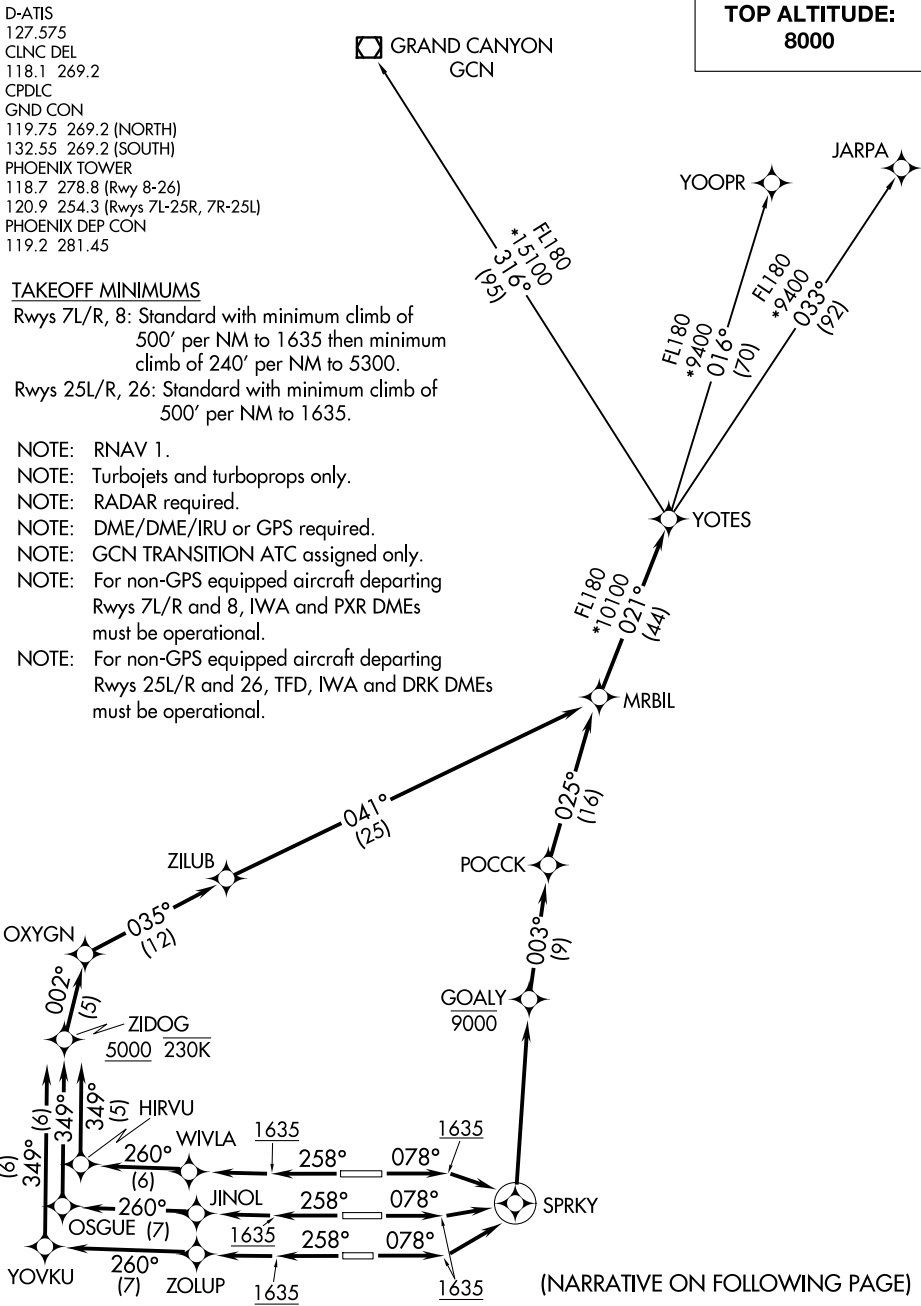 D-ATIS
127.575
CLNC DEL
118.1 269.2
CPDLC
GND CON
119.75 269.2 (NORTH)
132.55 269.2 (SOUTH)
PHOENIX TOWER
118.7 278.8 (Rwy 8-26)
120.9 254.3 (Rwys 7L-25R, 7R-25L)
PHOENIX DEP CON
119.2 281.45
TOP ALTITUDE:
8000
GRAND CANYON
GCN
YOOPR
JARPA
FL180
*15100
316°
(95)
FL180
*9400
016°
(70)
FL180
*9400
033°
(92)
TAKEOFF MINIMUMS
Rwys 7L/R, 8: Standard with minimum climb of
500' per NM to 1635 then minimum
climb of 240' per NM to 5300.
Rwys 25L/R, 26: Standard with minimum climb of
500' per NM to 1635.
NOTE: RNAV 1.
NOTE: Turbojets and turboprops only.
NOTE: RADAR required.
NOTE: DME/DME/IRU or GPS required.
NOTE: GCN TRANSITION ATC assigned only.
NOTE: For non-GPS equipped aircraft departing
Rwys 7L/R and 8, IWA and PXR DMEs
must be operational.
NOTE: For non-GPS equipped aircraft departing
Rwys 25L/R and 26, TFD, IWA and DRK DMEs
must be operational.
YOTES
FL180
*10100
021°
(44)
MRBIL
041°
(25)
025°
(16)
ZILUB
POCCK
035°
(12)
OXYGN
003°
(9)
002°
(5)
GOALY
9000
ZIDOG
5000 230K
349°
(6)
349°
(6)
349°
(5)
HIRVU
WIVLA
260°
(6)
1635
258° 078°
1635
JINOL
OSGUE
260°
(7)
1635
258° 078°
SPRKY
YOVKU
260°
(7)
ZOLUP
1635
258° 078°
1635
(NARRATIVE ON FOLLOWING PAGE)